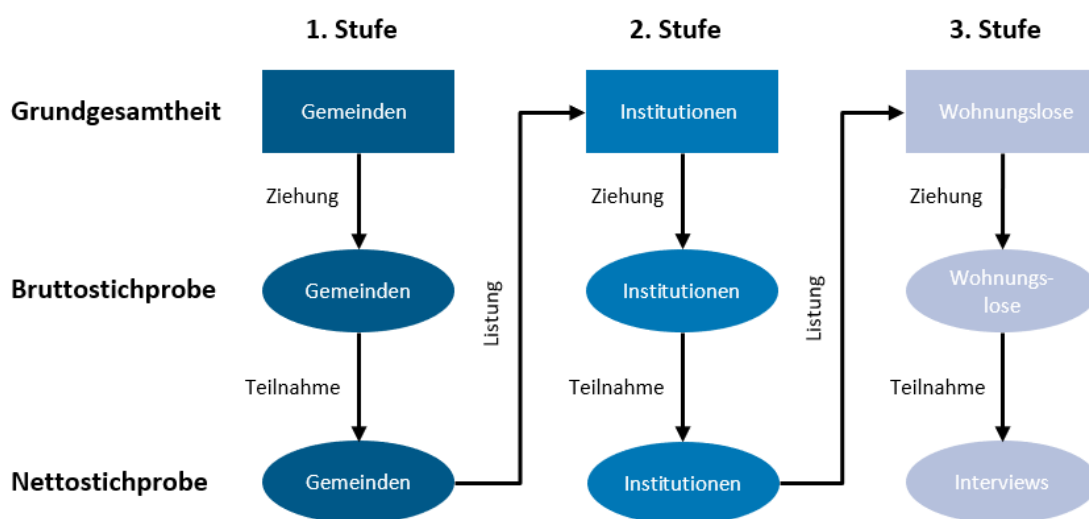 1. Stufe
2. Stufe
3. Stufe
Grundgesamtheit
Gemeinden
Institutionen
Wohnungslose
Ziehung
Ziehung
Ziehung
Bruttostichprobe
Gemeinden
Institutionen
Wohnungs-
lose
Listung
Listung
Teilnahme
Teilnahme
Teilnahme
Nettostichprobe
Gemeinden
Institutionen
Interviews